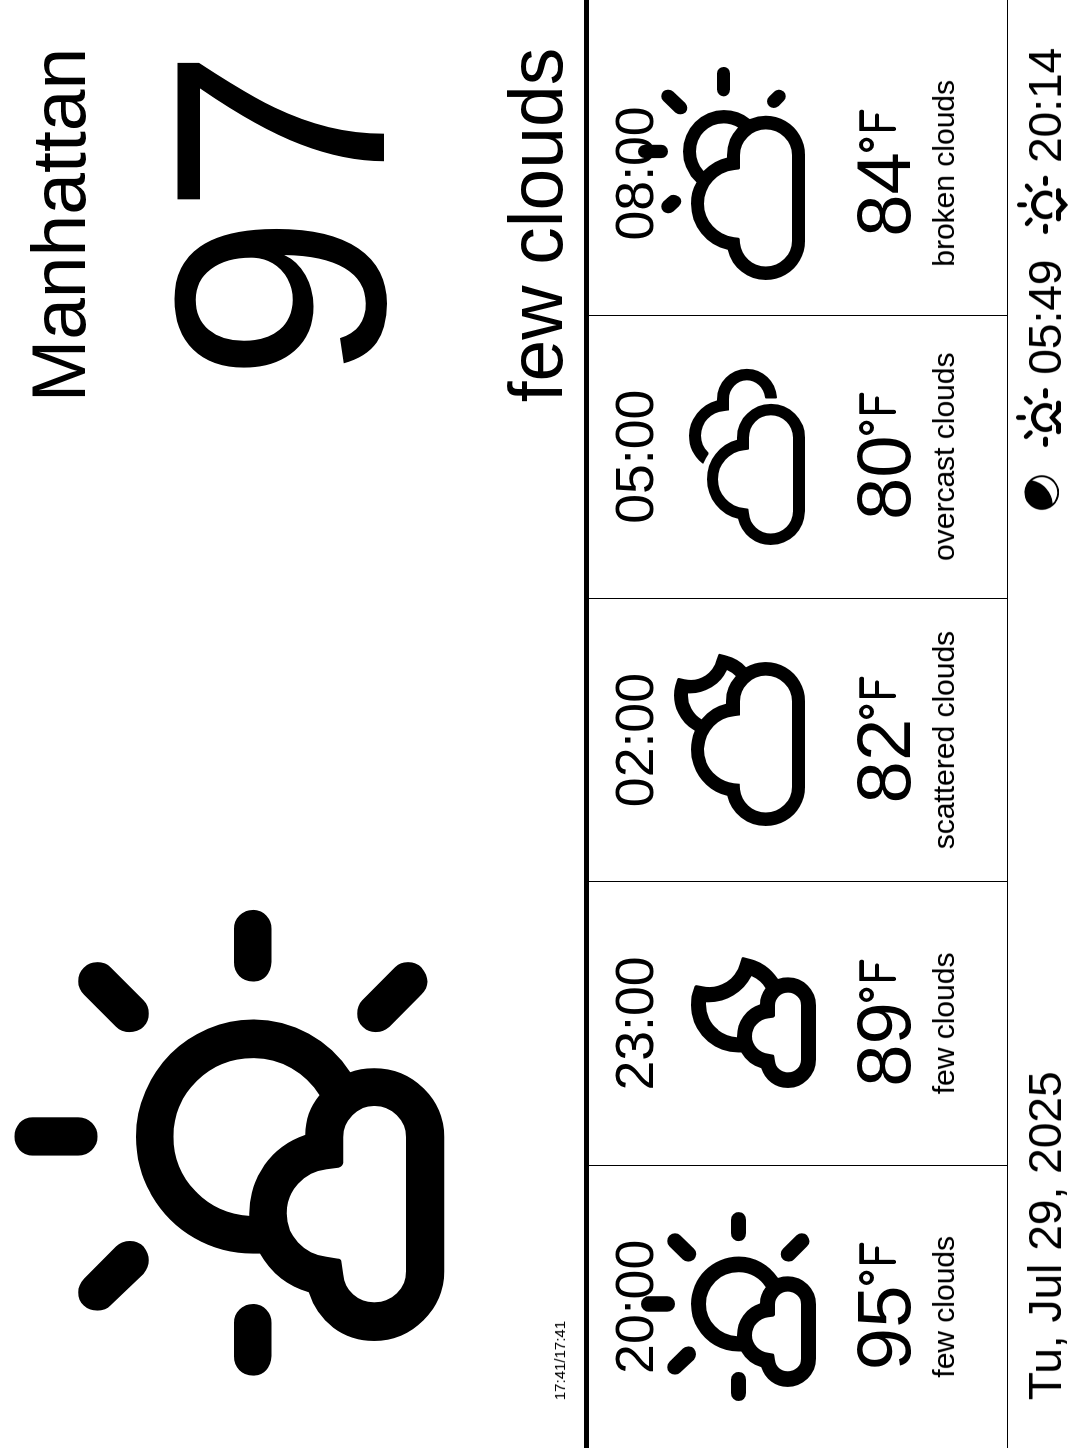 Manhattan
97
few clouds
17:41/17:41
20:00
95°F
few clouds
23:00
89°F
few clouds
02:00
82°F
scattered clouds
05:00
80°F
overcast clouds
08:00
84°F
broken clouds
Tu, Jul 29, 2025
05:49
20:14